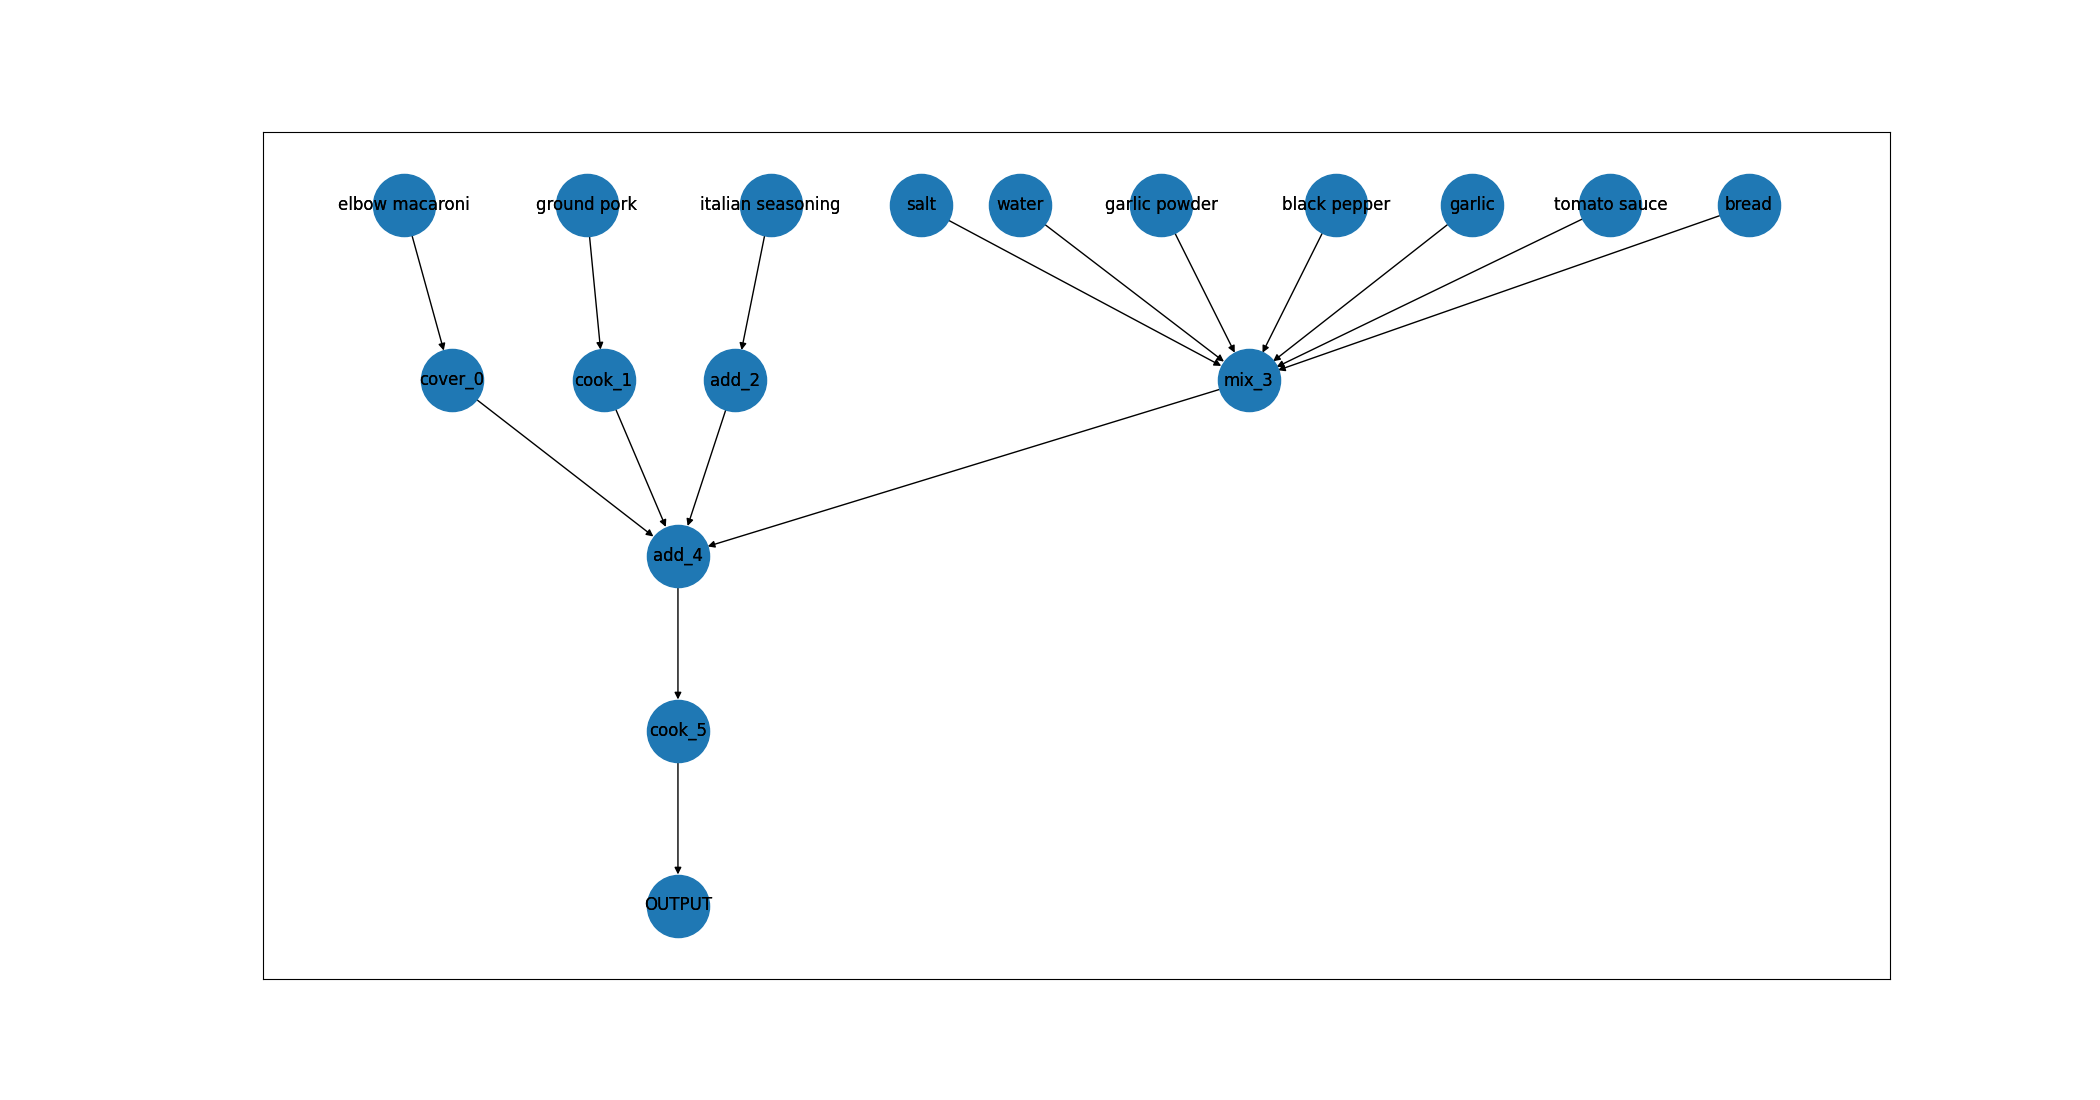 elbow macaroni
ground pork
italian seasoning
salt
water
garlic powder
black pepper
garlic
tomato sauce
bread
cover_0
cook_1
add_2
mix_3
add_4
cook_5
OUTPUT